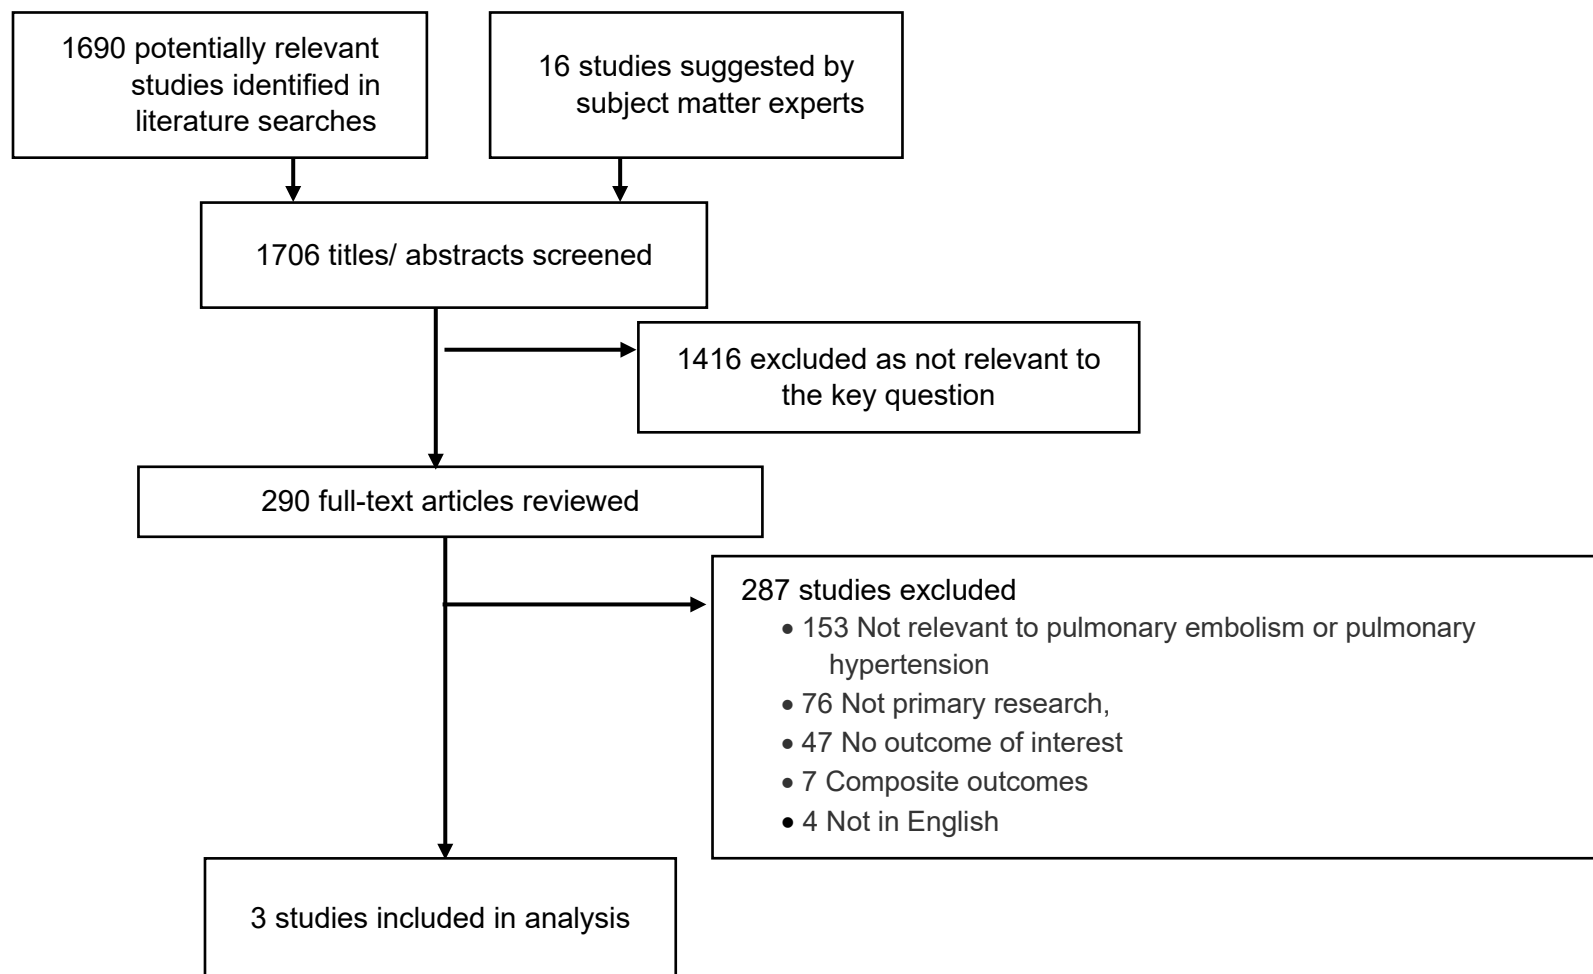 1690 potentially relevant
studies identified in
literature searches
16 studies suggested by
subject matter experts
1706 titles/ abstracts screened
1416 excluded as not relevant to
the key question
290 full-text articles reviewed
287 studies excluded
• 153 Not relevant to pulmonary embolism or pulmonary
hypertension
• 76 Not primary research,
• 47 No outcome of interest
• 7 Composite outcomes
• 4 Not in English
3 studies included in analysis